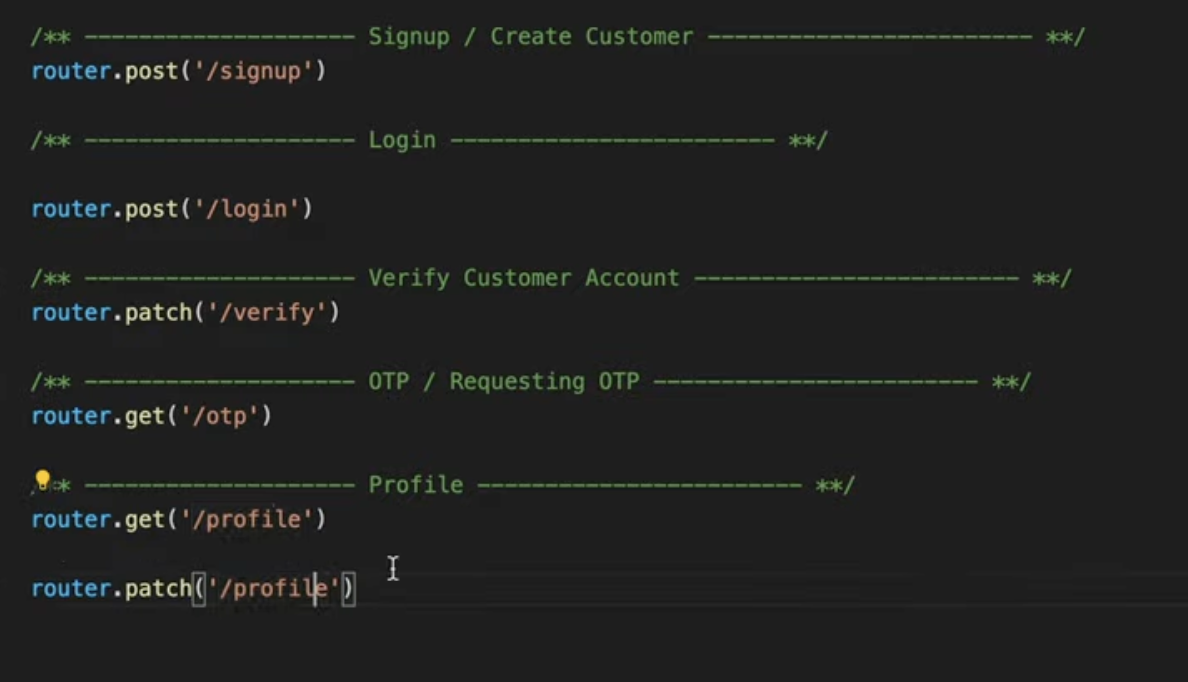 /** -------------------- Signup / Create Customer ------------------------ **/
router.post('/signup')
/** -------------------- Login ------------------------ **/
router.post('/login')
/** -------------------- Verify Customer Account ------------------------ **/
router.patch('/verify')
/** -------------------- OTP / Requesting OTP ------------------------ **/
router.get('/otp')
* -------------------- Profile ------------------------ **/
router.get('/profile')
router.patch('/profile')